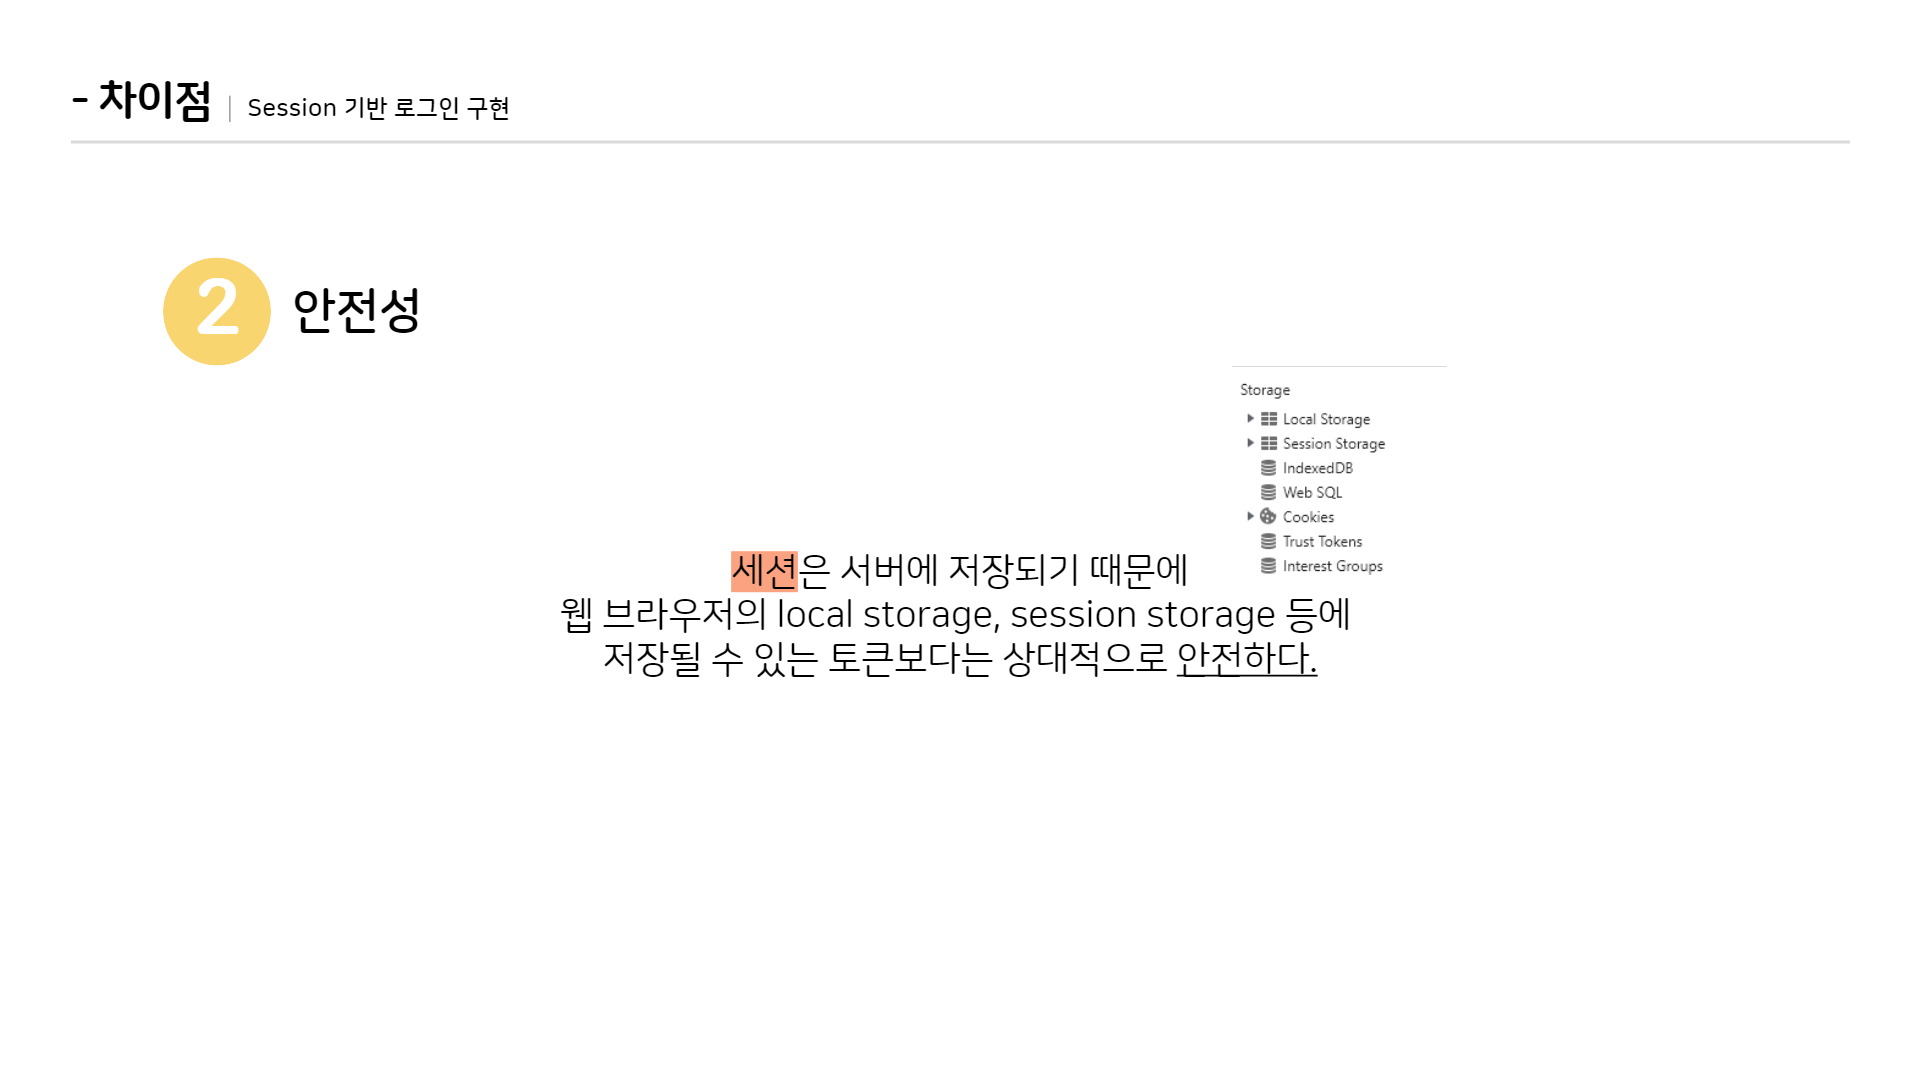 - 차이점 | Session 기반 로그인 구현
2 안전성
Storage
Local Storage
Session Storage
IndexedDB
Web SQL
Cookies
Trust Tokens
Interest Groups
세션은 서버에 저장되기 때문에
웹 브라우저의 local storage, session storage 등에
저장될 수 있는 토큰보다는 상대적으로 안전하다.